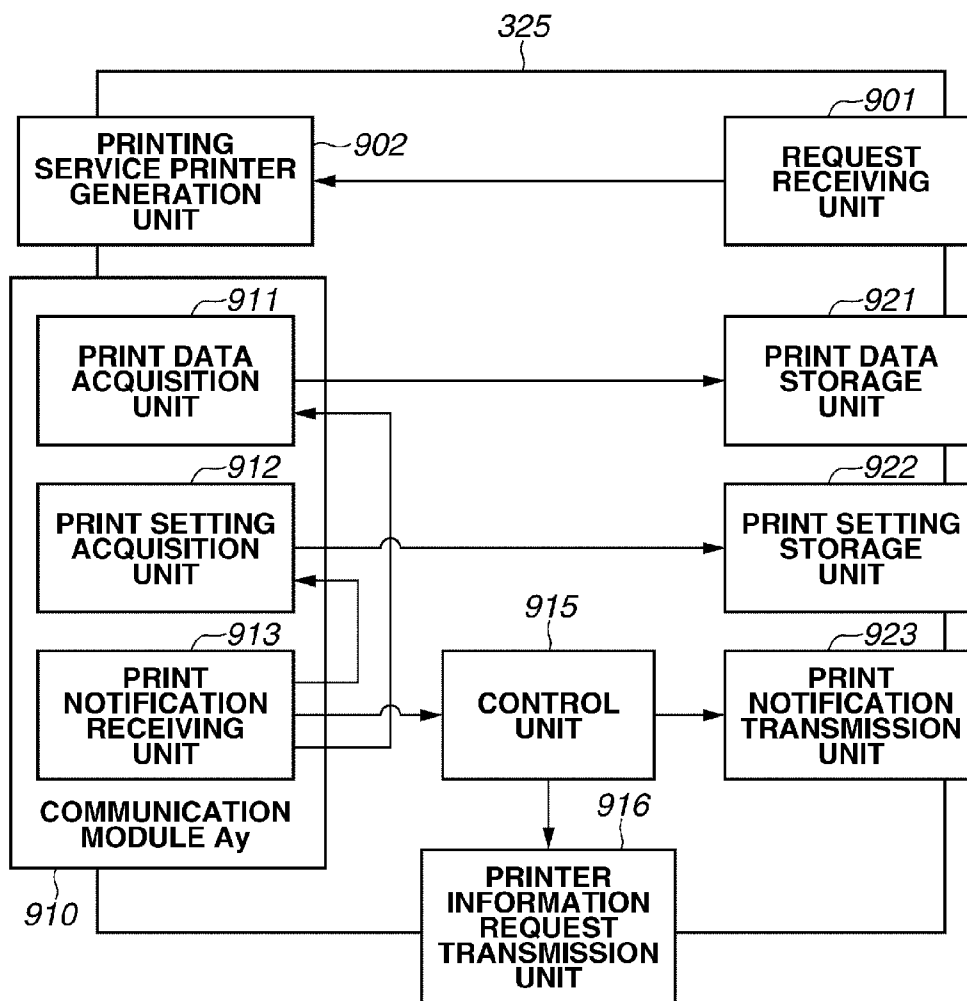 325
901
PRINTING
SERVICE PRINTER
GENERATION
UNIT
902
REQUEST
RECEIVING
UNIT
911
PRINT DATA
ACQUISITION
UNIT
921
PRINT DATA
STORAGE
UNIT
912
PRINT SETTING
ACQUISITION
UNIT
922
PRINT SETTING
STORAGE
UNIT
913
PRINT
NOTIFICATION
RECEIVING
UNIT
915
CONTROL
UNIT
923
PRINT
NOTIFICATION
TRANSMISSION
UNIT
COMMUNICATION
MODULE Ay
910
916
PRINTER
INFORMATION
REQUEST
TRANSMISSION
UNIT